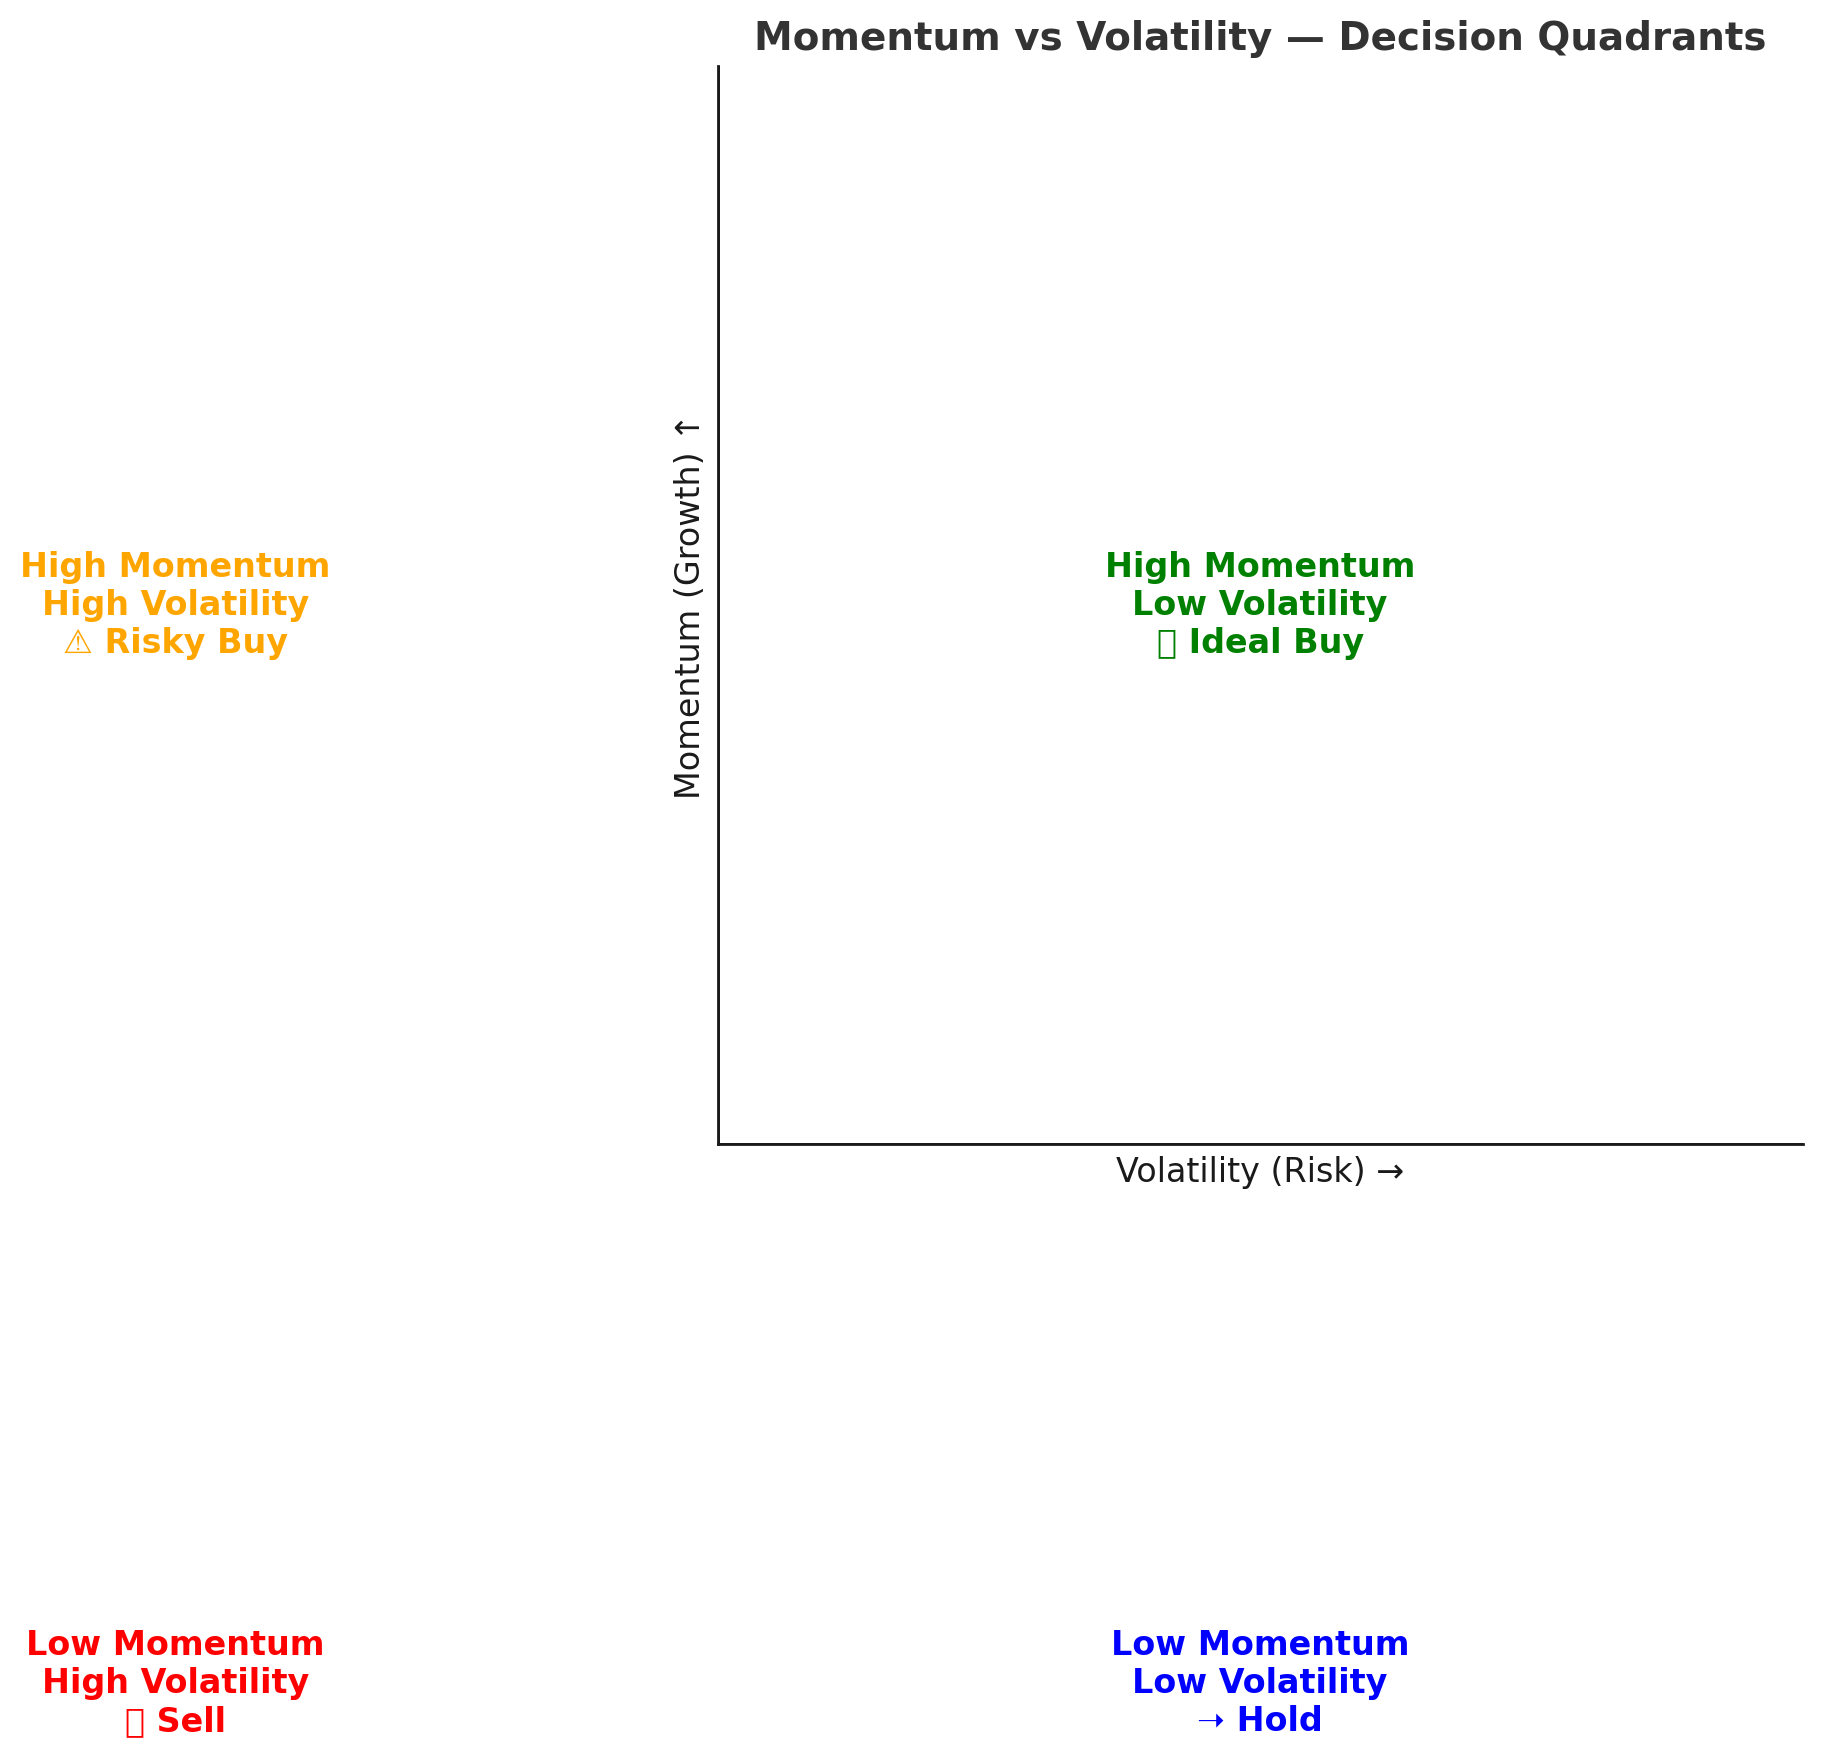 Momentum vs Volatility — Decision Quadrants
Momentum (Growth) ↑
High Momentum
High Volatility
⚠ Risky Buy
High Momentum
Low Volatility
▯ Ideal Buy
Volatility (Risk) →
Low Momentum
High Volatility
▯ Sell
Low Momentum
Low Volatility
→ Hold